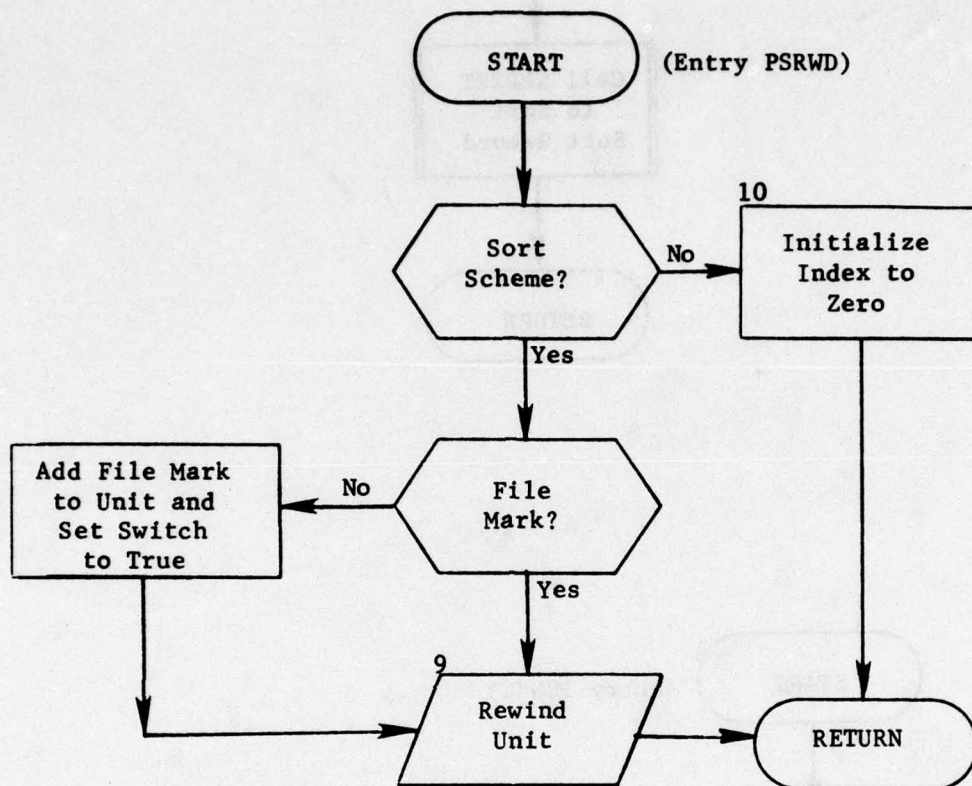 START
(Entry PSRWD)
Sort
Scheme?
No
10
Initialize
Index to
Zero
Yes
File
Mark?
No
Add File Mark
to Unit and
Set Switch
to True
Yes
9
Rewind
Unit
RETURN